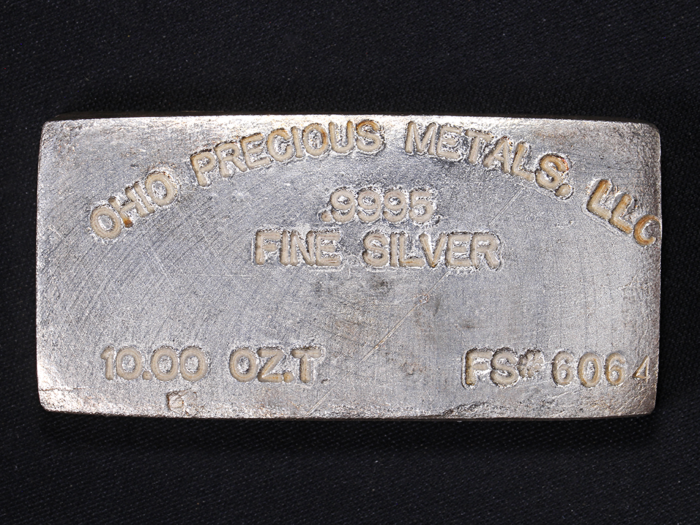 OHIO PRECIOUS METALS, LLC
.9995
FINE SILVER
10.00 OZ.T FS# 6064